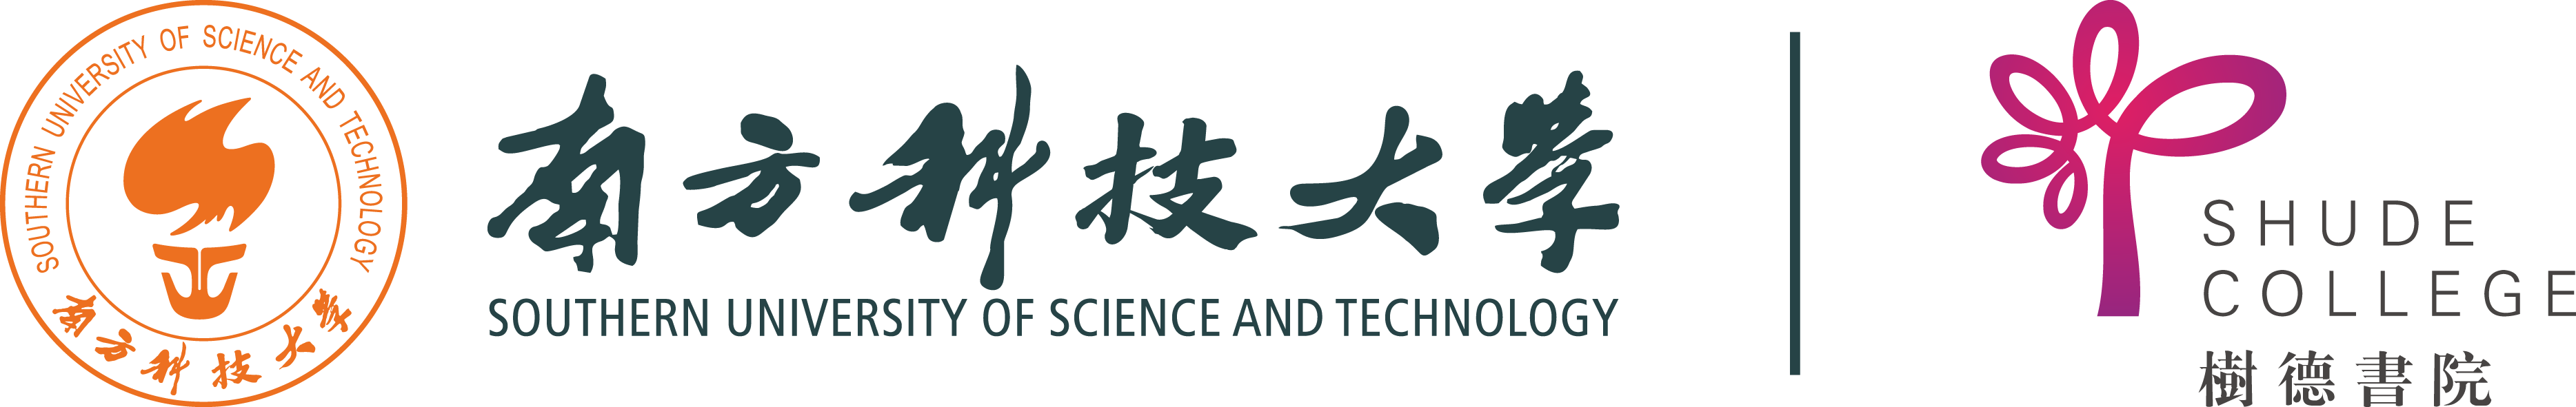 SOUTHERN UNIVERSITY OF SCIENCE AND TECHNOLOGY
南方科技大学
南方科技大学
SOUTHERN UNIVERSITY OF SCIENCE AND TECHNOLOGY
SHUDE
COLLEGE
樹德書院